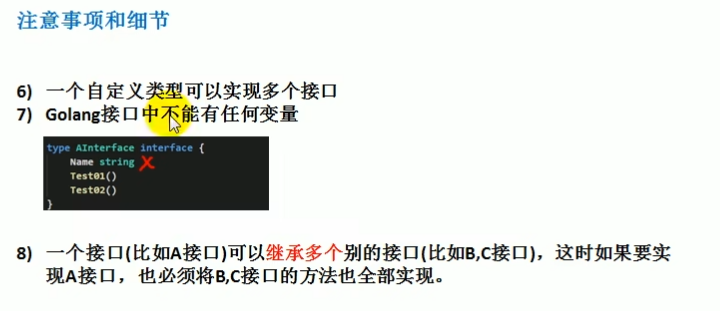 注意事项和细节
6) 一个自定义类型可以实现多个接口
7) Golang接口中不能有任何变量
type AInterface interface {
Name string X
Test01()
Test02()
}
8) 一个接口(比如A接口)可以继承多个别的接口(比如B,C接口)，这时如果要实
现A接口，也必须将B,C接口的方法也全部实现。